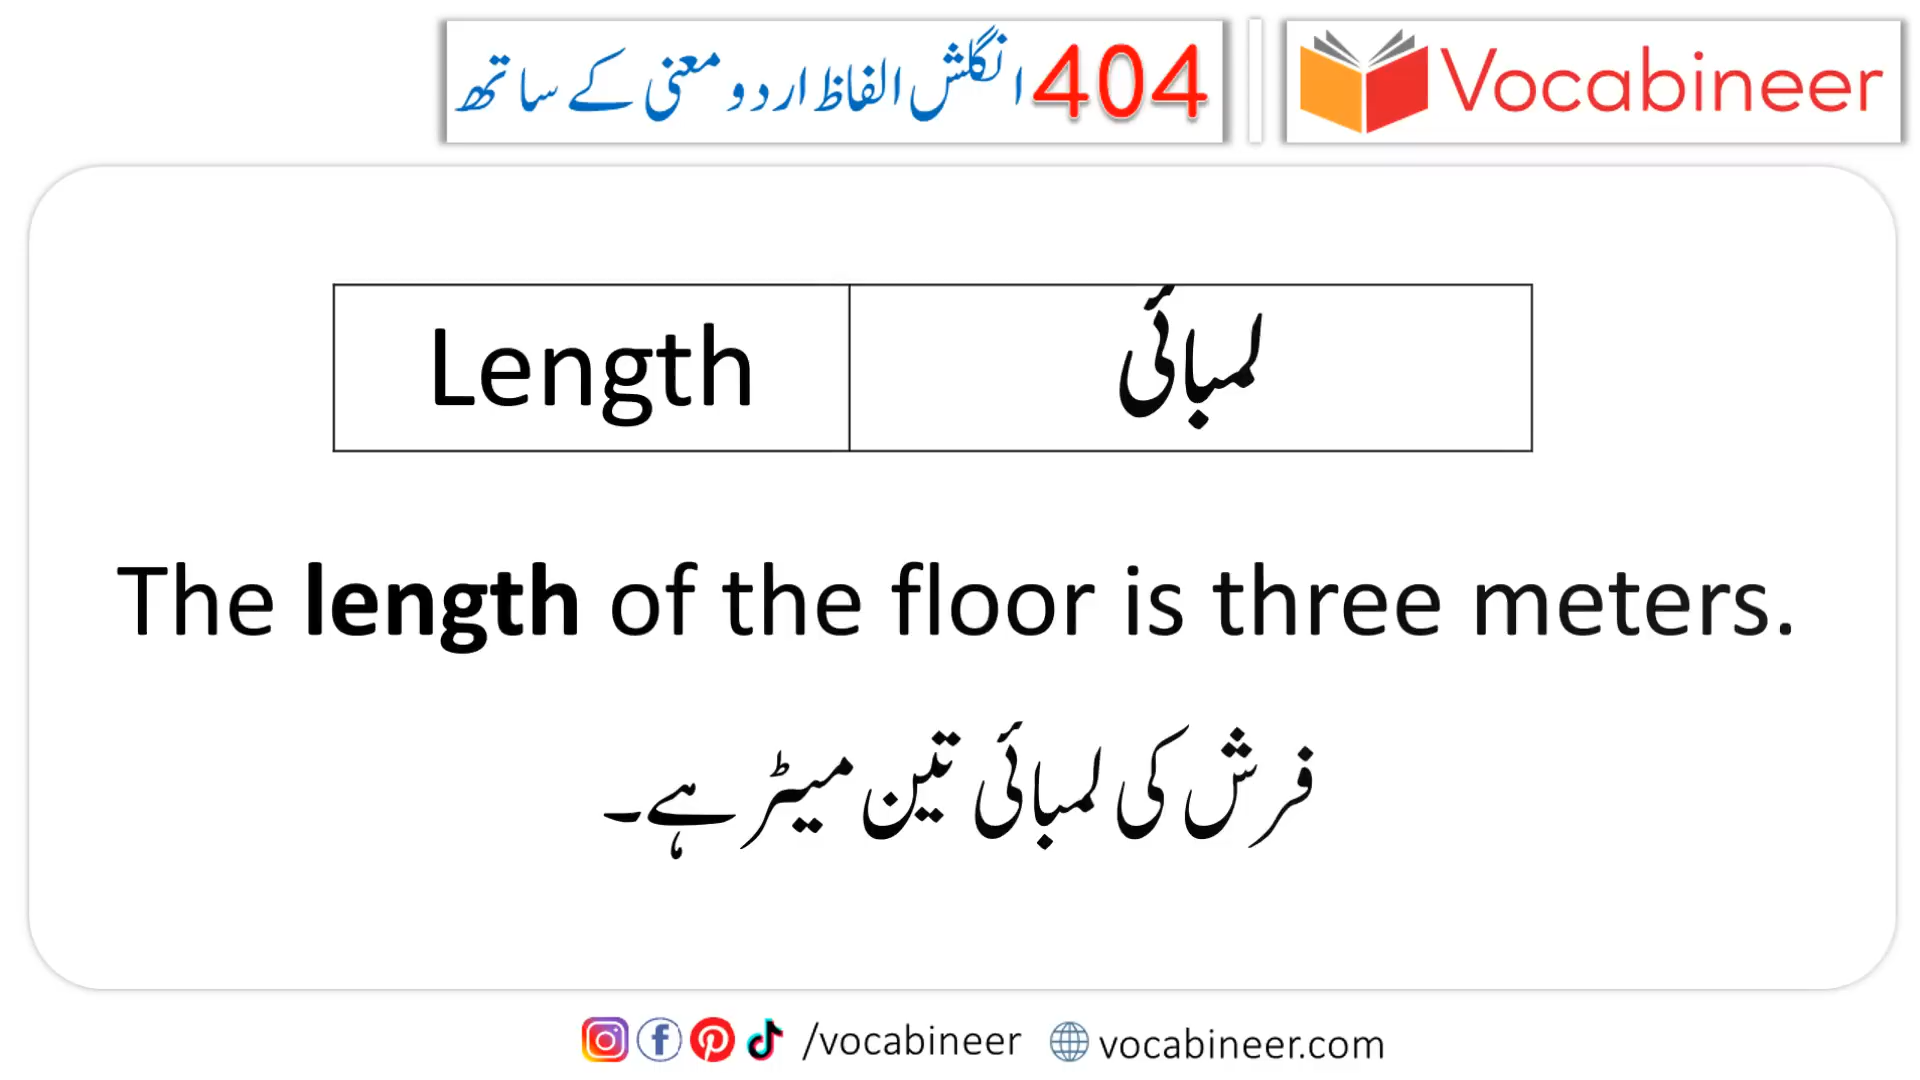 404 انگلش الفاظ اردو معنی کے ساتھ
Vocabineer
Length
لمبائی
The length of the floor is three meters.
فرش کی لمبائی تین میٹر ہے۔
/vocabineer
vocabineer.com